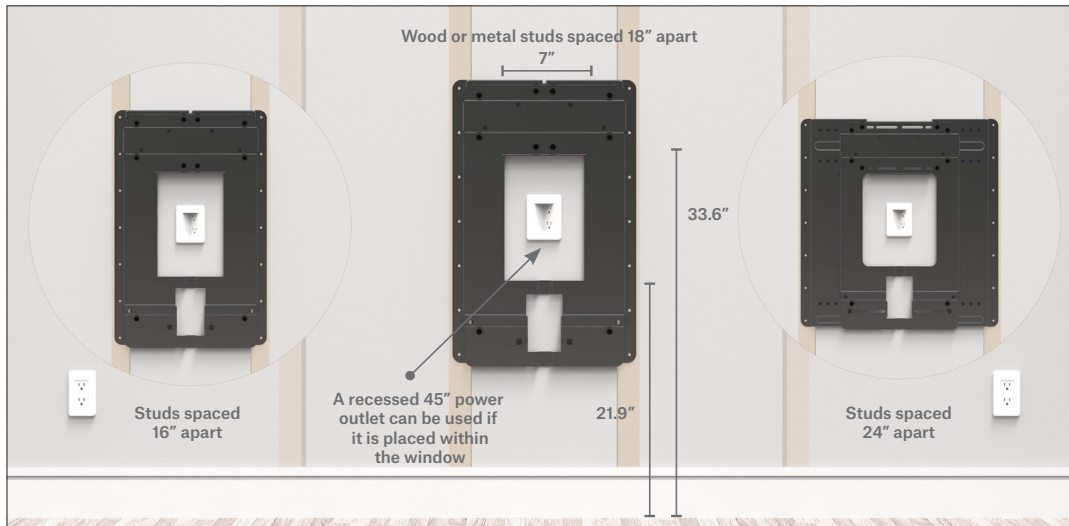 Wood or metal studs spaced 18” apart
7”
33.6”
21.9”
A recessed 45” power
outlet can be used if
it is placed within
the window
Studs spaced
16” apart
Studs spaced
24” apart